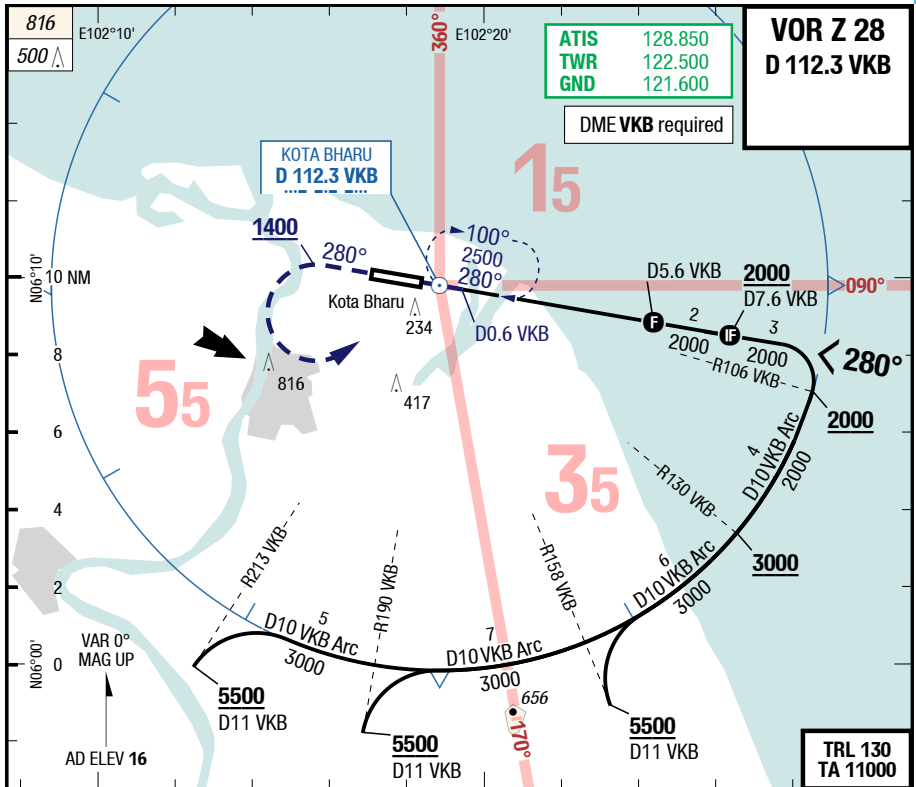 816
500
E102°10'
360°
E102°20'
ATIS 128.850
TWR 122.500
GND 121.600
DME VKB required
VOR Z 28
D 112.3 VKB
KOTA BHARU
D 112.3 VKB
15
1400
280°
100°
2500
280°
N06°10'
10 NM
Kota Bharu
234
D0.6 VKB
D5.6 VKB
2000
D7.6 VKB
090°
F
2
2000
IF
3
2000
< 280°
R106 VKB
2000
8
816
417
55
35
6
4
D10 VKB Arc
2000
R130 VKB
3000
4
R213 VKB
R190 VKB
R158 VKB
6
D10 VKB Arc
3000
2
5
D10 VKB Arc
3000
7
D10 VKB Arc
3000
N06°00'
0
VAR 0°
MAG UP
5500
D11 VKB
656
170°
5500
D11 VKB
5500
D11 VKB
AD ELEV 16
TRL 130
TA 11000